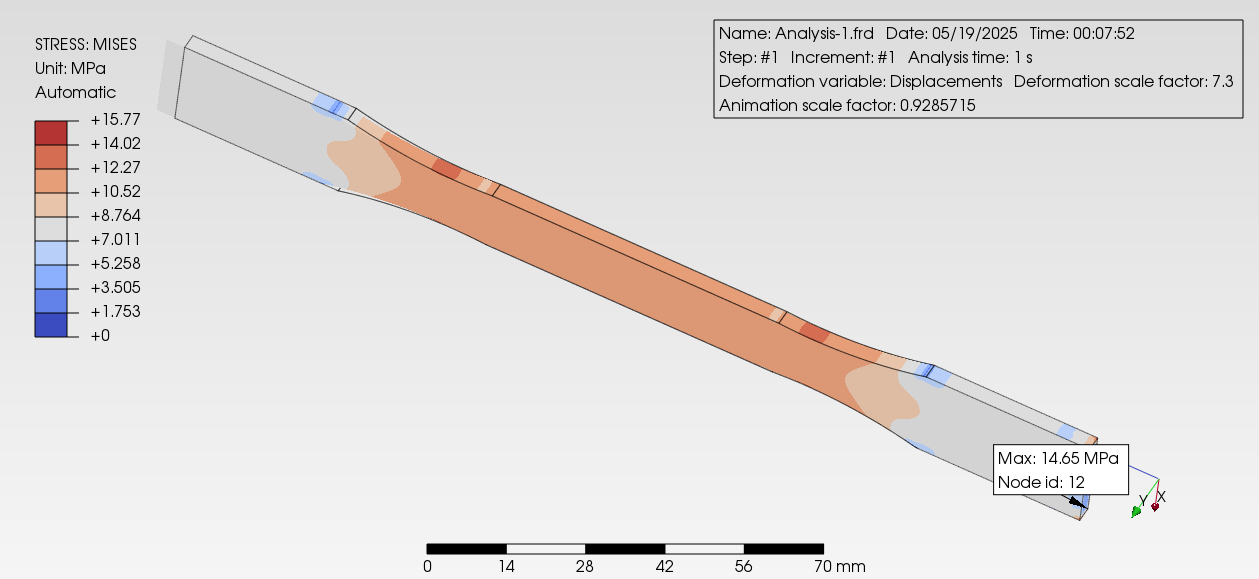 STRESS: MISES
Unit: MPa
Automatic
+15.77
+14.02
+12.27
+10.52
+8.764
+7.011
+5.258
+3.505
+1.753
+0
Name: Analysis-1.frd Date: 05/19/2025 Time: 00:07:52
Step: #1 Increment: #1 Analysis time: 1 s
Deformation variable: Displacements Deformation scale factor: 7.3
Animation scale factor: 0.9285715
Max: 14.65 MPa
Node id: 12
Y X
0 14 28 42 56 70 mm